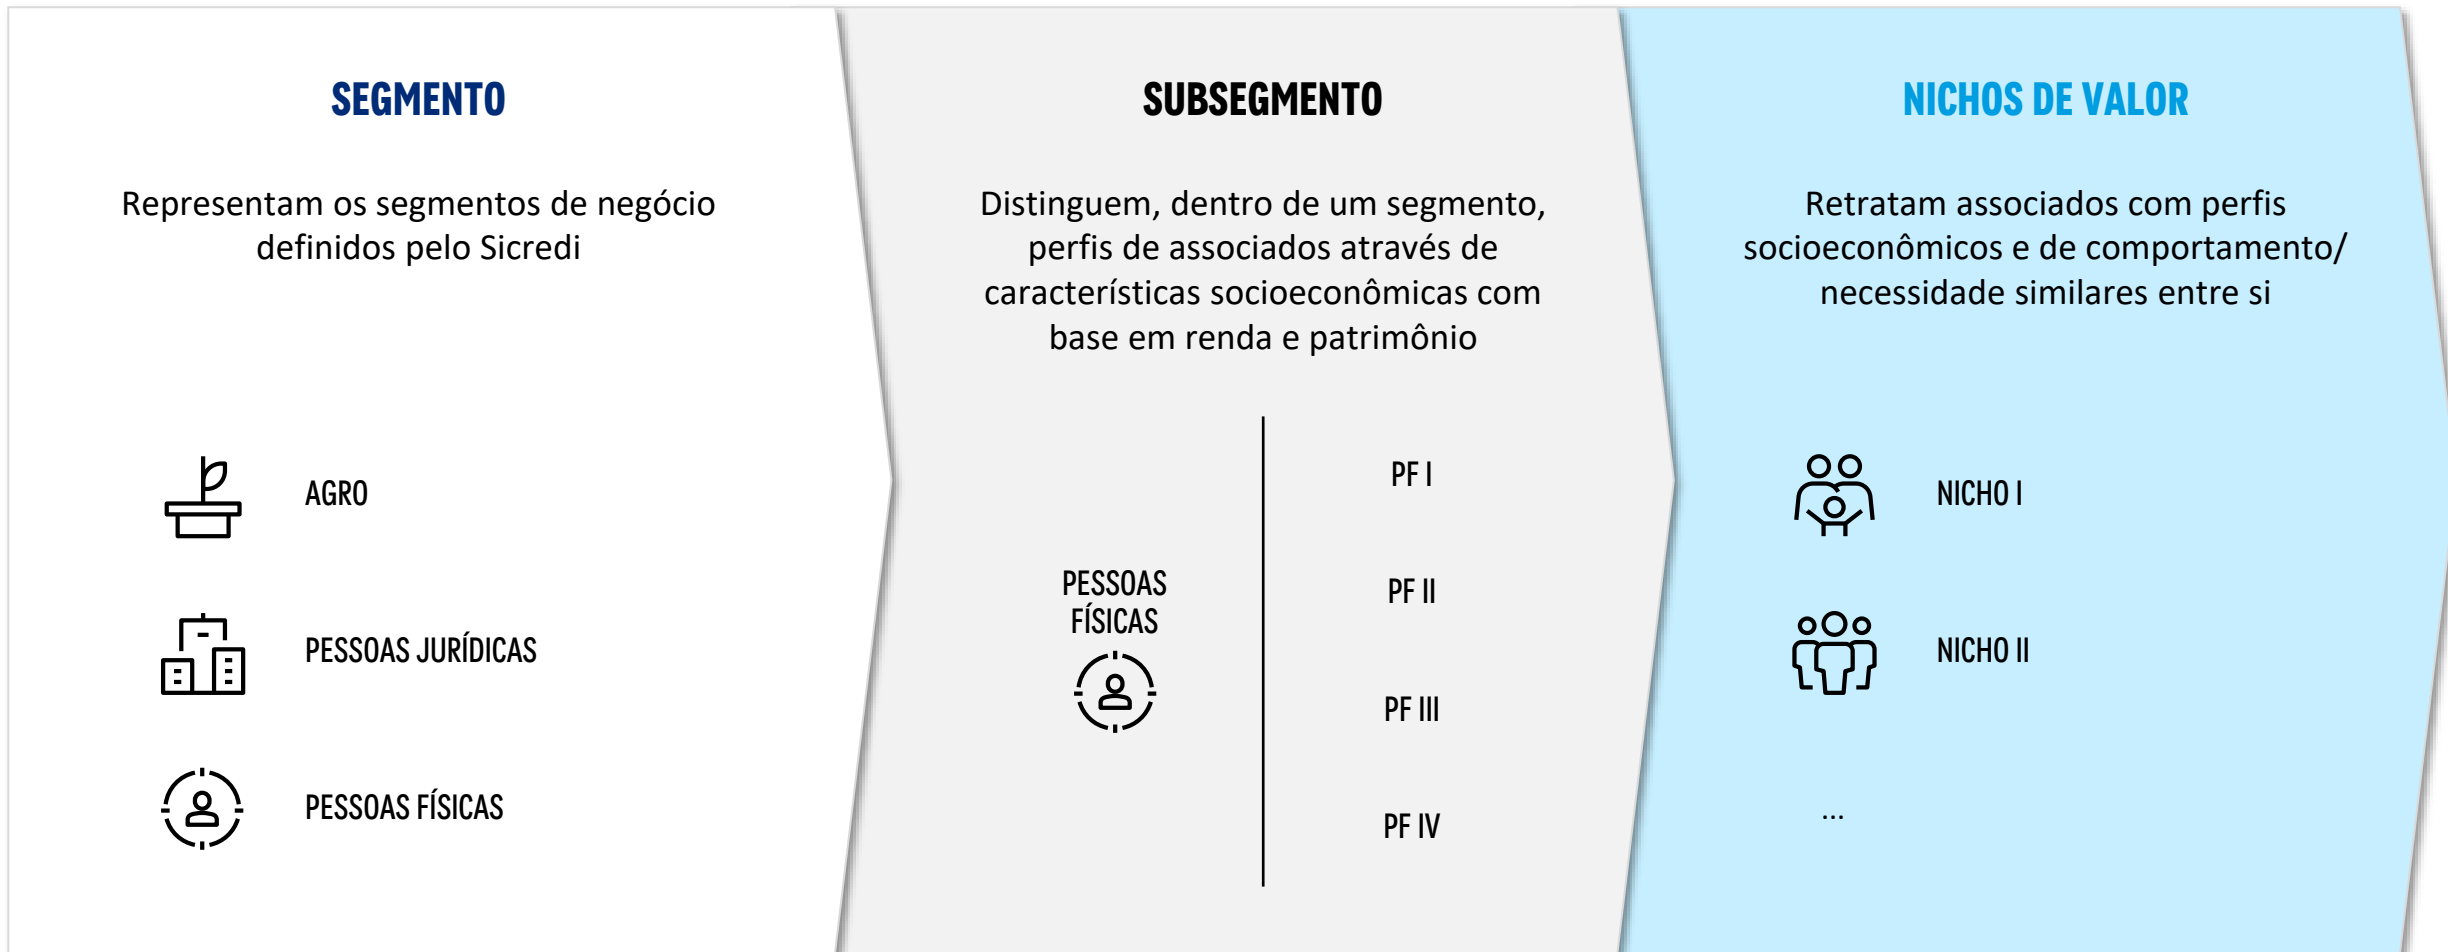 SEGMENTO
Representam os segmentos de negócio
definidos pelo Sicredi
AGRO
PESSOAS JURÍDICAS
PESSOAS FÍSICAS
SUBSEGMENTO
Distinguem, dentro de um segmento,
perfis de associados através de
características socioeconômicas com
base em renda e patrimônio
PESSOAS
FÍSICAS
PF I
PF II
PF III
PF IV
NICHOS DE VALOR
Retratam associados com perfis
socioeconômicos e de comportamento/
necessidade similares entre si
NICHO I
NICHO II
...